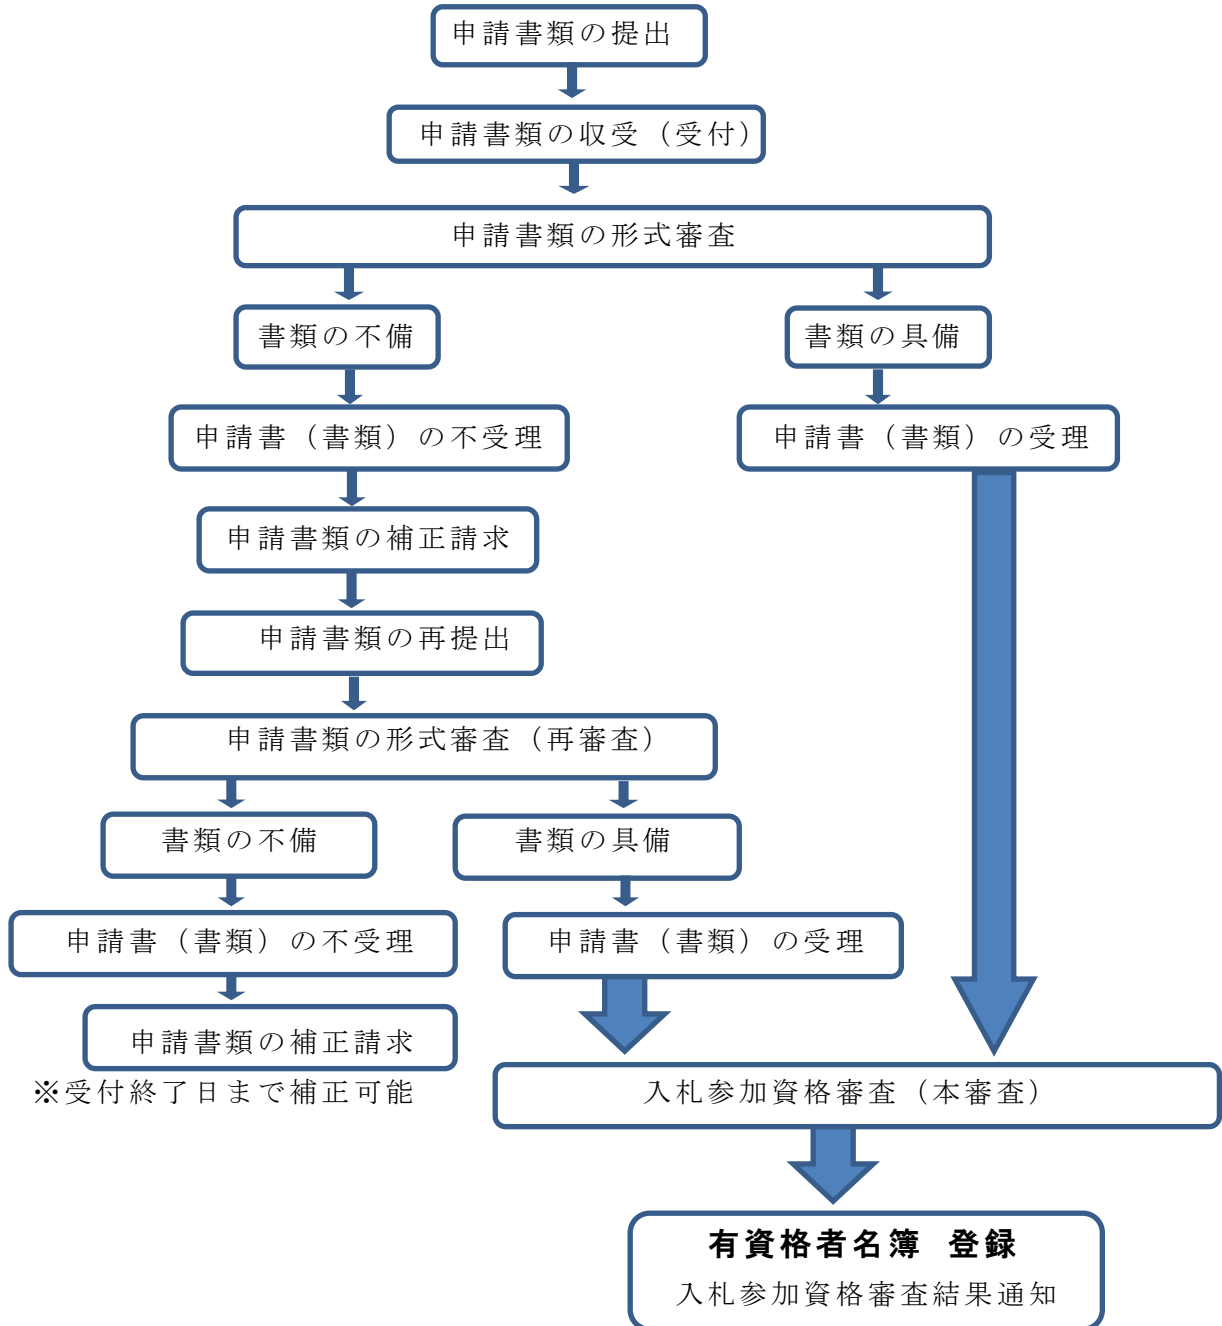 申請書類の提出
申請書類の収受（受付）
申請書類の形式審査
書類の不備
書類の具備
申請書（書類）の不受理
申請書（書類）の受理
申請書類の補正請求
申請書類の再提出
申請書類の形式審査（再審査）
書類の不備
書類の具備
申請書（書類）の不受理
申請書（書類）の受理
申請書類の補正請求
※受付終了日まで補正可能
入札参加資格審査（本審査）
有資格者名簿　登録
入札参加資格審査結果通知